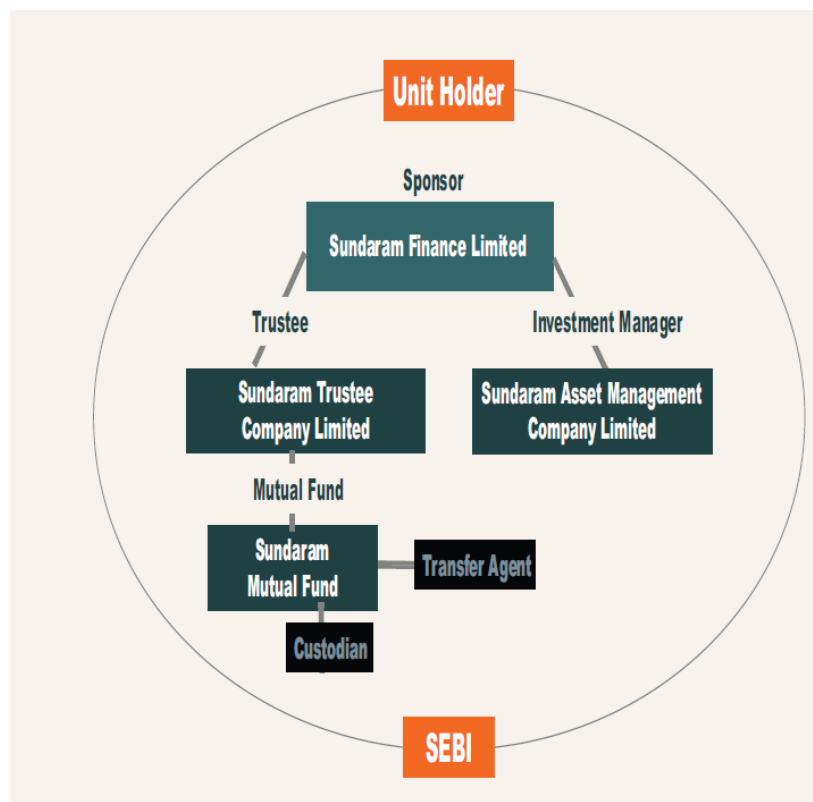 Unit Holder
Sponsor
Sundaram Finance Limited
Trustee
Investment Manager
Sundaram Trustee
Company Limited
Sundaram Asset Management
Company Limited
Mutual Fund
Sundaram
Mutual Fund
Transfer Agent
Custodian
SEBI